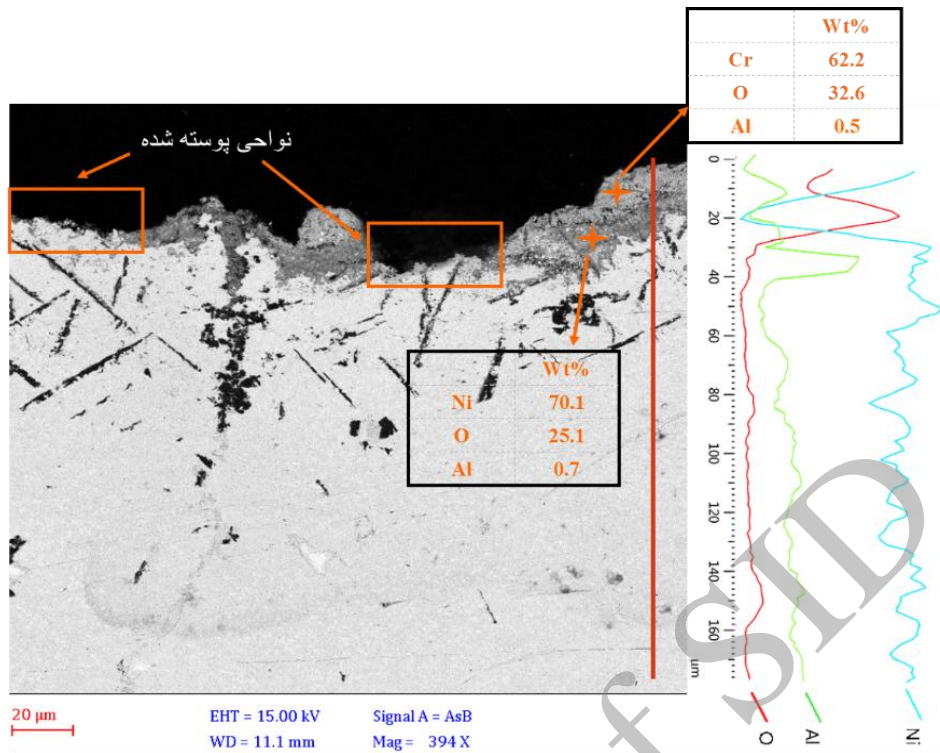 Wt%
Cr 62.2
O 32.6
Al 0.5
نواحی پوسته شده
Wt%
Ni 70.1
O 25.1
Al 0.7
0
20
40
60
80
100
120
140
160
µm
O Al Ni
of SID
20 µm
EHT = 15.00 kV Signal A = AsB
WD = 11.1 mm Mag = 394 X